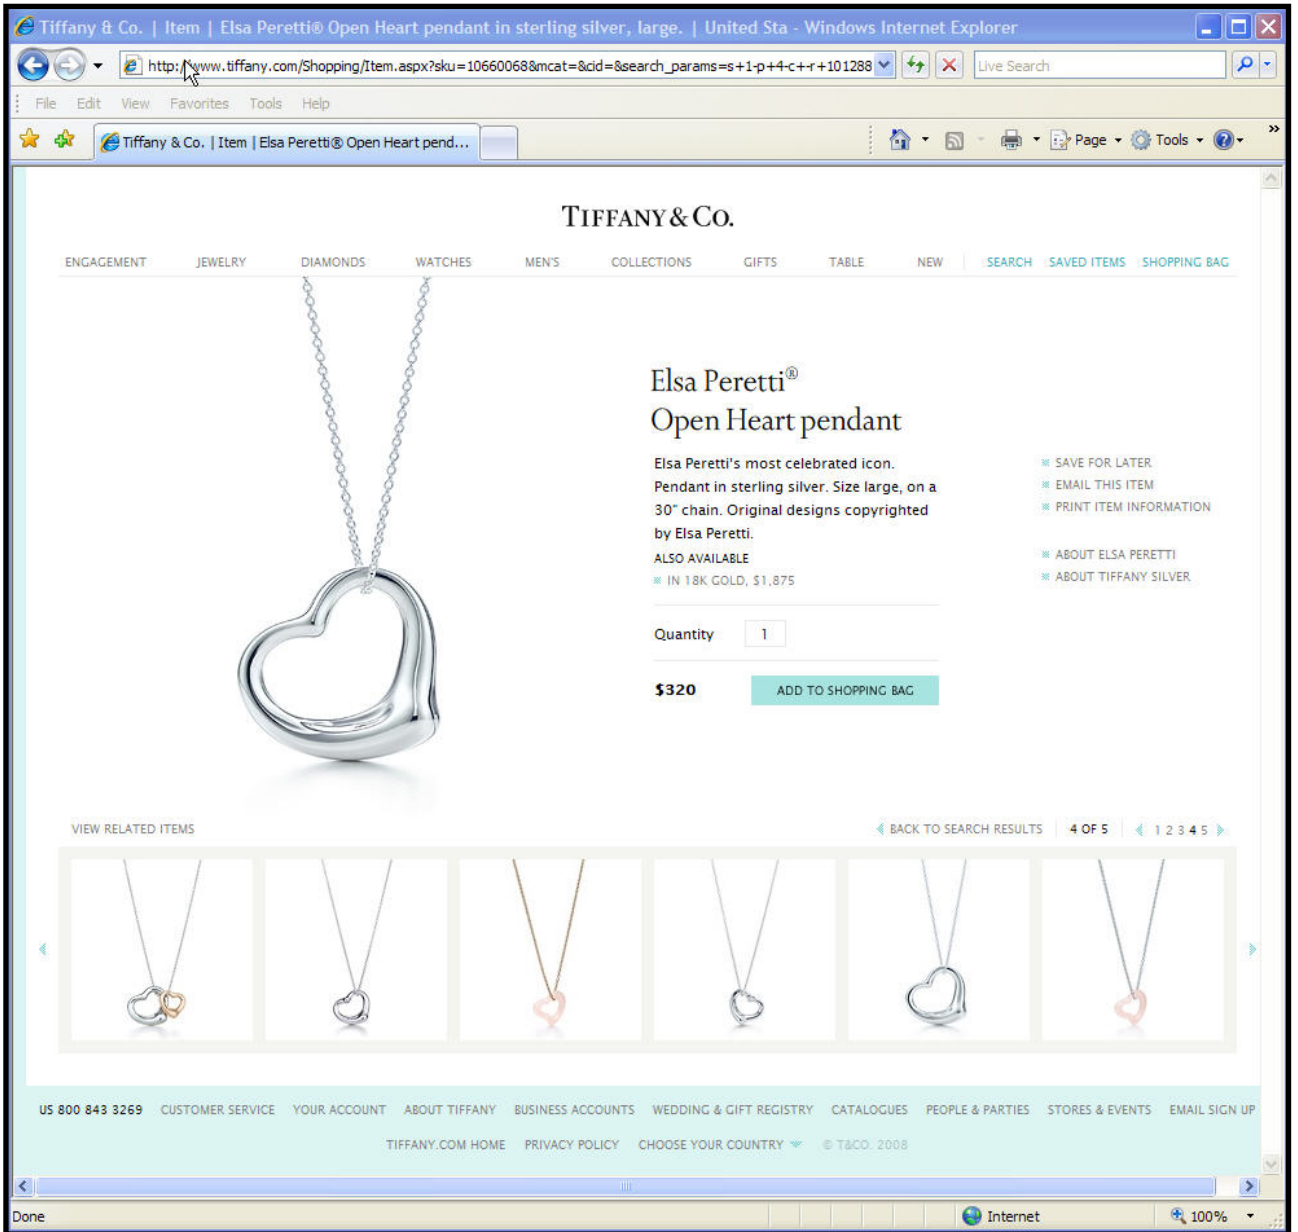 Tiffany & Co. | Item | Elsa Peretti® Open Heart pendant in sterling silver, large. | United Sta - Windows Internet Explorer
http://www.tiffany.com/Shopping/Item.aspx?sku=10660068&mcat=&cid=&search_params=s+1-p+4-c+-r+101288
Live Search
File Edit View Favorites Tools Help
Tiffany & Co. | Item | Elsa Peretti® Open Heart pend...
Page Tools
TIFFANY & CO.
ENGAGEMENT JEWELRY DIAMONDS WATCHES MEN'S COLLECTIONS GIFTS TABLE NEW SEARCH SAVED ITEMS SHOPPING BAG
Elsa Peretti®
Open Heart pendant
Elsa Peretti's most celebrated icon.
Pendant in sterling silver. Size large, on a
30" chain. Original designs copyrighted
by Elsa Peretti.
ALSO AVAILABLE
IN 18K GOLD, $1,875
Quantity 1
$320 ADD TO SHOPPING BAG
SAVE FOR LATER
EMAIL THIS ITEM
PRINT ITEM INFORMATION
ABOUT ELSA PERETTI
ABOUT TIFFANY SILVER
VIEW RELATED ITEMS BACK TO SEARCH RESULTS 4 OF 5 1 2 3 4 5
US 800 843 3269 CUSTOMER SERVICE YOUR ACCOUNT ABOUT TIFFANY BUSINESS ACCOUNTS WEDDING & GIFT REGISTRY CATALOGUES PEOPLE & PARTIES STORES & EVENTS EMAIL SIGN UP
TIFFANY.COM HOME PRIVACY POLICY CHOOSE YOUR COUNTRY © T&CO. 2008
Done Internet 100%